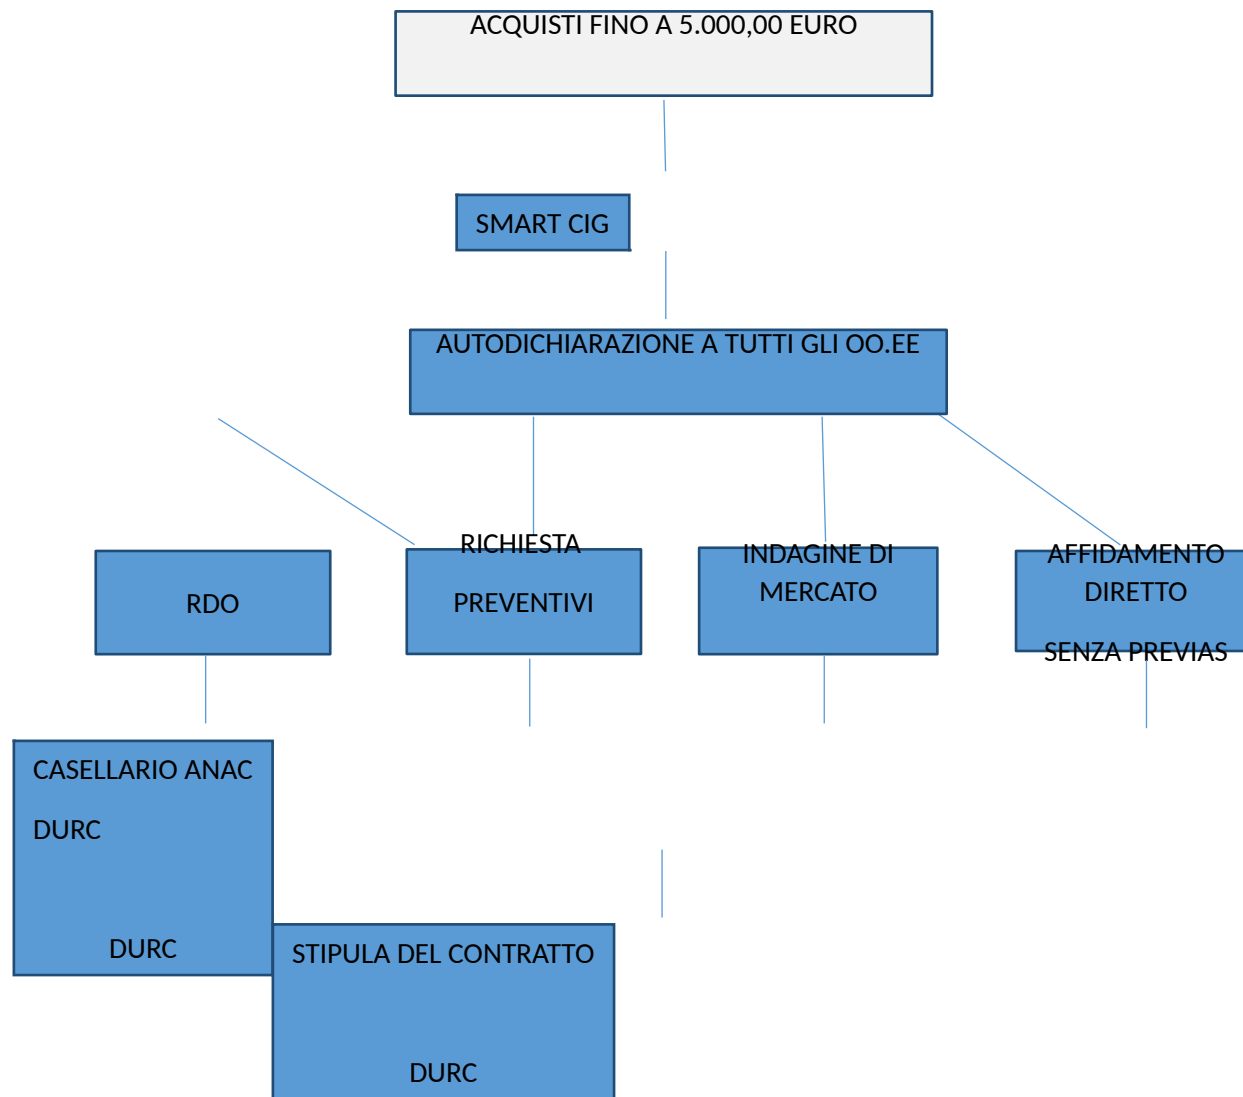 ACQUISTI FINO A 5.000,00 EURO
SMART CIG
AUTODICHIARAZIONE A TUTTI GLI OO.EE
RDO
RICHIESTA
PREVENTIVI
INDAGINE DI
MERCATO
AFFIDAMENTO
DIRETTO
SENZA PREVIAS
CASELLARIO ANAC
DURC
DURC
STIPULA DEL CONTRATTO
DURC